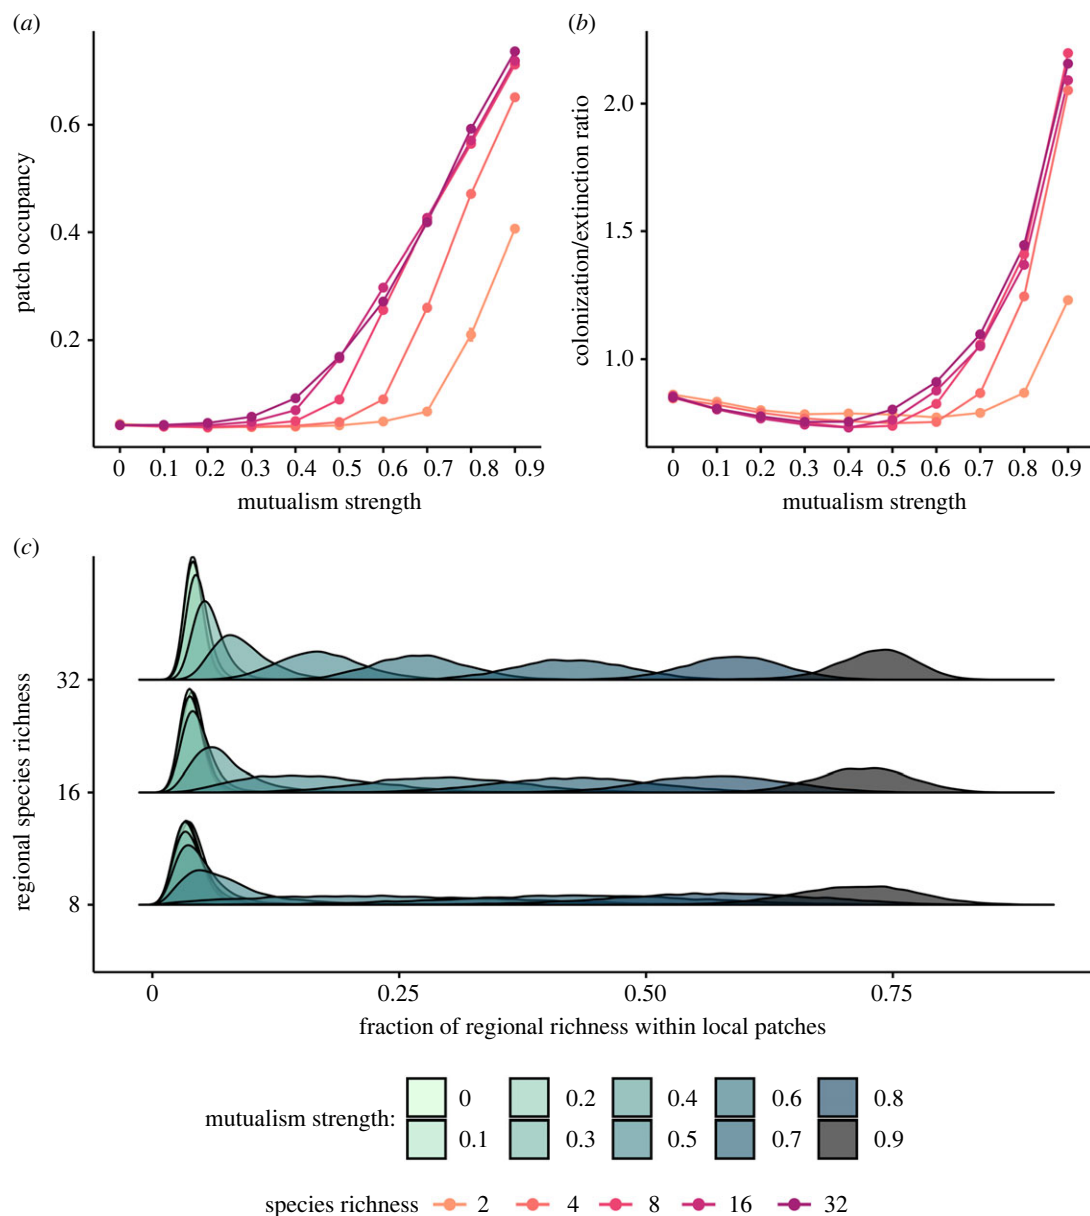 (a)
0.6
0.4
0.2
patch occupancy
0 0.1 0.2 0.3 0.4 0.5 0.6 0.7 0.8 0.9
mutualism strength
(b)
2.0
1.5
1.0
colonization/extinction ratio
0 0.1 0.2 0.3 0.4 0.5 0.6 0.7 0.8 0.9
mutualism strength
(c)
32
16
8
regional species richness
0 0.25 0.50 0.75
fraction of regional richness within local patches
mutualism strength:
0 0.2 0.4 0.6 0.8
0.1 0.3 0.5 0.7 0.9
species richness 2 4 8 16 32